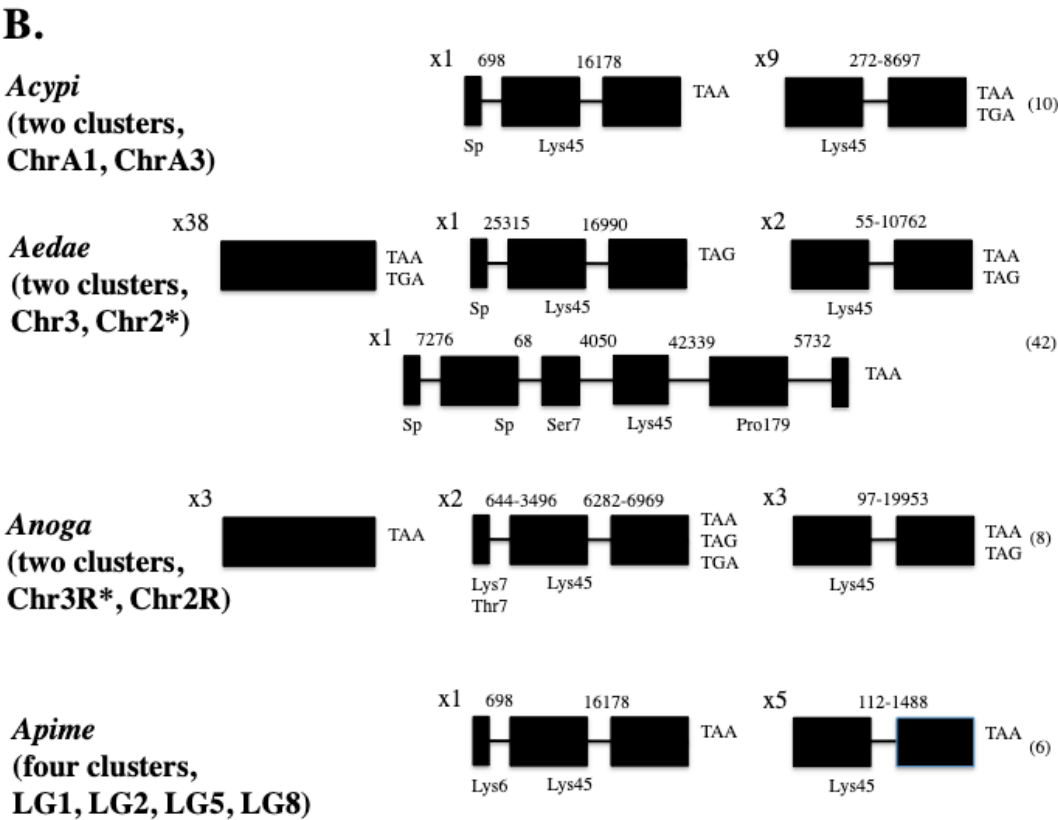 B.
x1 698 16178 x9 272-8697
Acypi
(two clusters,
ChrA1, ChrA3)
TAA
TAA
TGA
(10)
Sp Lys45 Lys45
x38 x1 25315 16990 x2 55-10762
Aedae
(two clusters,
Chr3, Chr2*)
TAA
TGA
TAG
TAA
TAG
Sp Lys45 Lys45
x1 7276 68 4050 42339 5732 (42)
TAA
Sp Sp Ser7 Lys45 Pro179
x3 x2 644-3496 6282-6969 x3 97-19953
Anoga
(two clusters,
Chr3R*, Chr2R)
TAA
TAA
TAG
TGA
TAA
TAG
(8)
Lys7 Lys45 Lys45
Thr7
x1 698 16178 x5 112-1488
Apime
(four clusters,
LG1, LG2, LG5, LG8)
TAA
TAA
(6)
Lys6 Lys45 Lys45